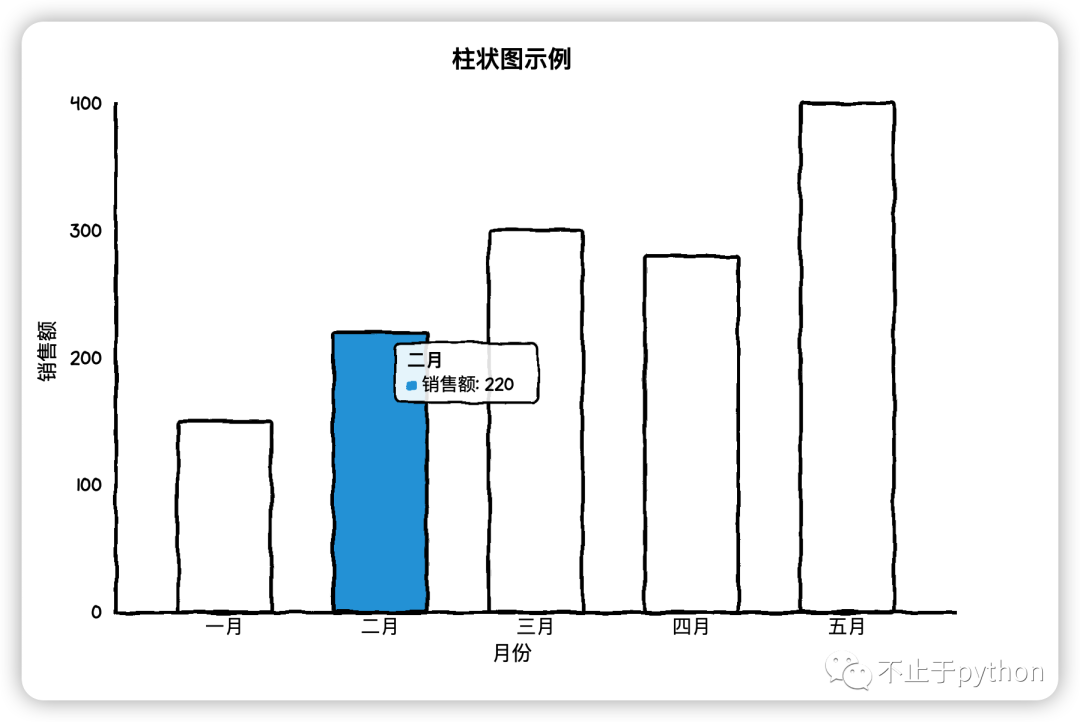 柱状图示例
400
300
200
100
0
销售额
二月
销售额: 220
一月
二月
三月
四月
五月
月份
不止于python